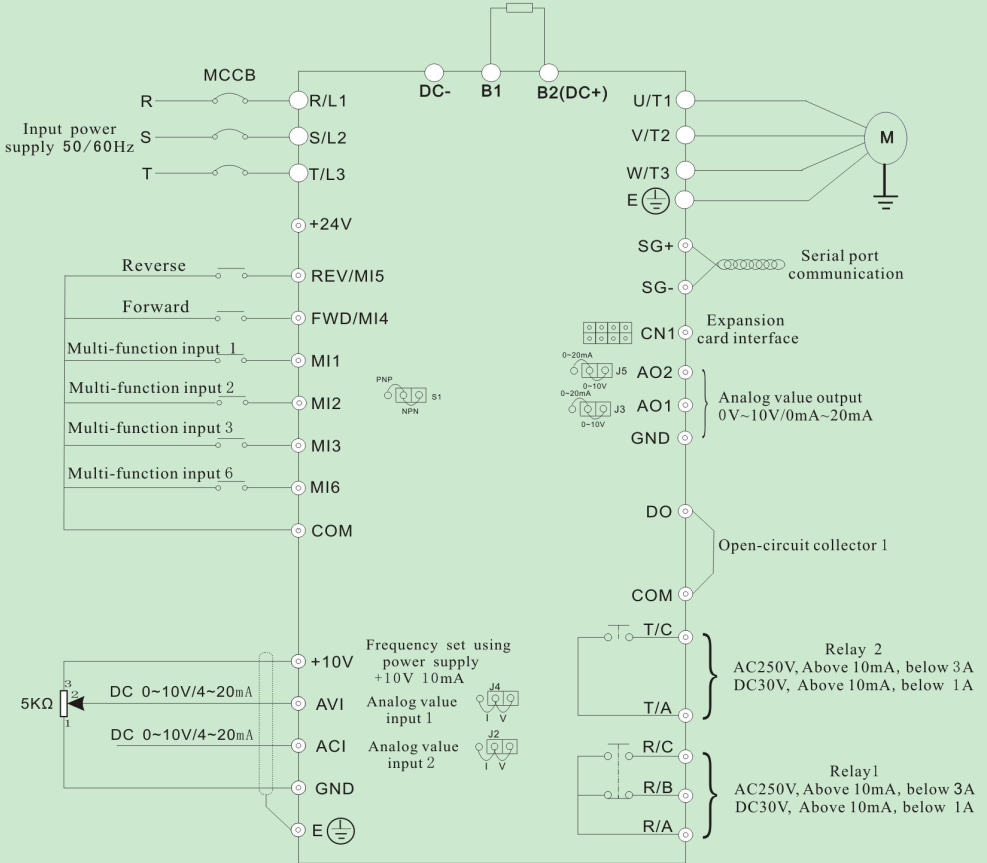 MCCB
DC-
B1
B2(DC+)
R
R/L1
U/T1
Input power
supply 50/60Hz
S
S/L2
V/T2
M
T
T/L3
W/T3
E
+24V
SG+
Serial port
communication
SG-
Reverse
REV/MI5
Forward
FWD/MI4
CN1
Expansion
card interface
Multi-function input 1
MI1
0~20mA
J5
0~10V
AO2
Multi-function input 2
MI2
PNP
S1
NPN
0~20mA
J3
0~10V
AO1
Analog value output
0V~10V/0mA~20mA
Multi-function input 3
MI3
GND
Multi-function input 6
MI6
DO
COM
Open-circuit collector 1
COM
T/C
Relay 2
AC250V, Above 10mA, below 3A
DC30V, Above 10mA, below 1A
T/A
+10V
Frequency set using
power supply
+10V 10mA
5KΩ
3
2
1
DC 0~10V/4~20mA
AVI
Analog value
input 1
J4
I V
DC 0~10V/4~20mA
ACI
Analog value
input 2
J2
I V
GND
E
R/C
R/B
R/A
Relay1
AC250V, Above 10mA, below 3A
DC30V, Above 10mA, below 1A